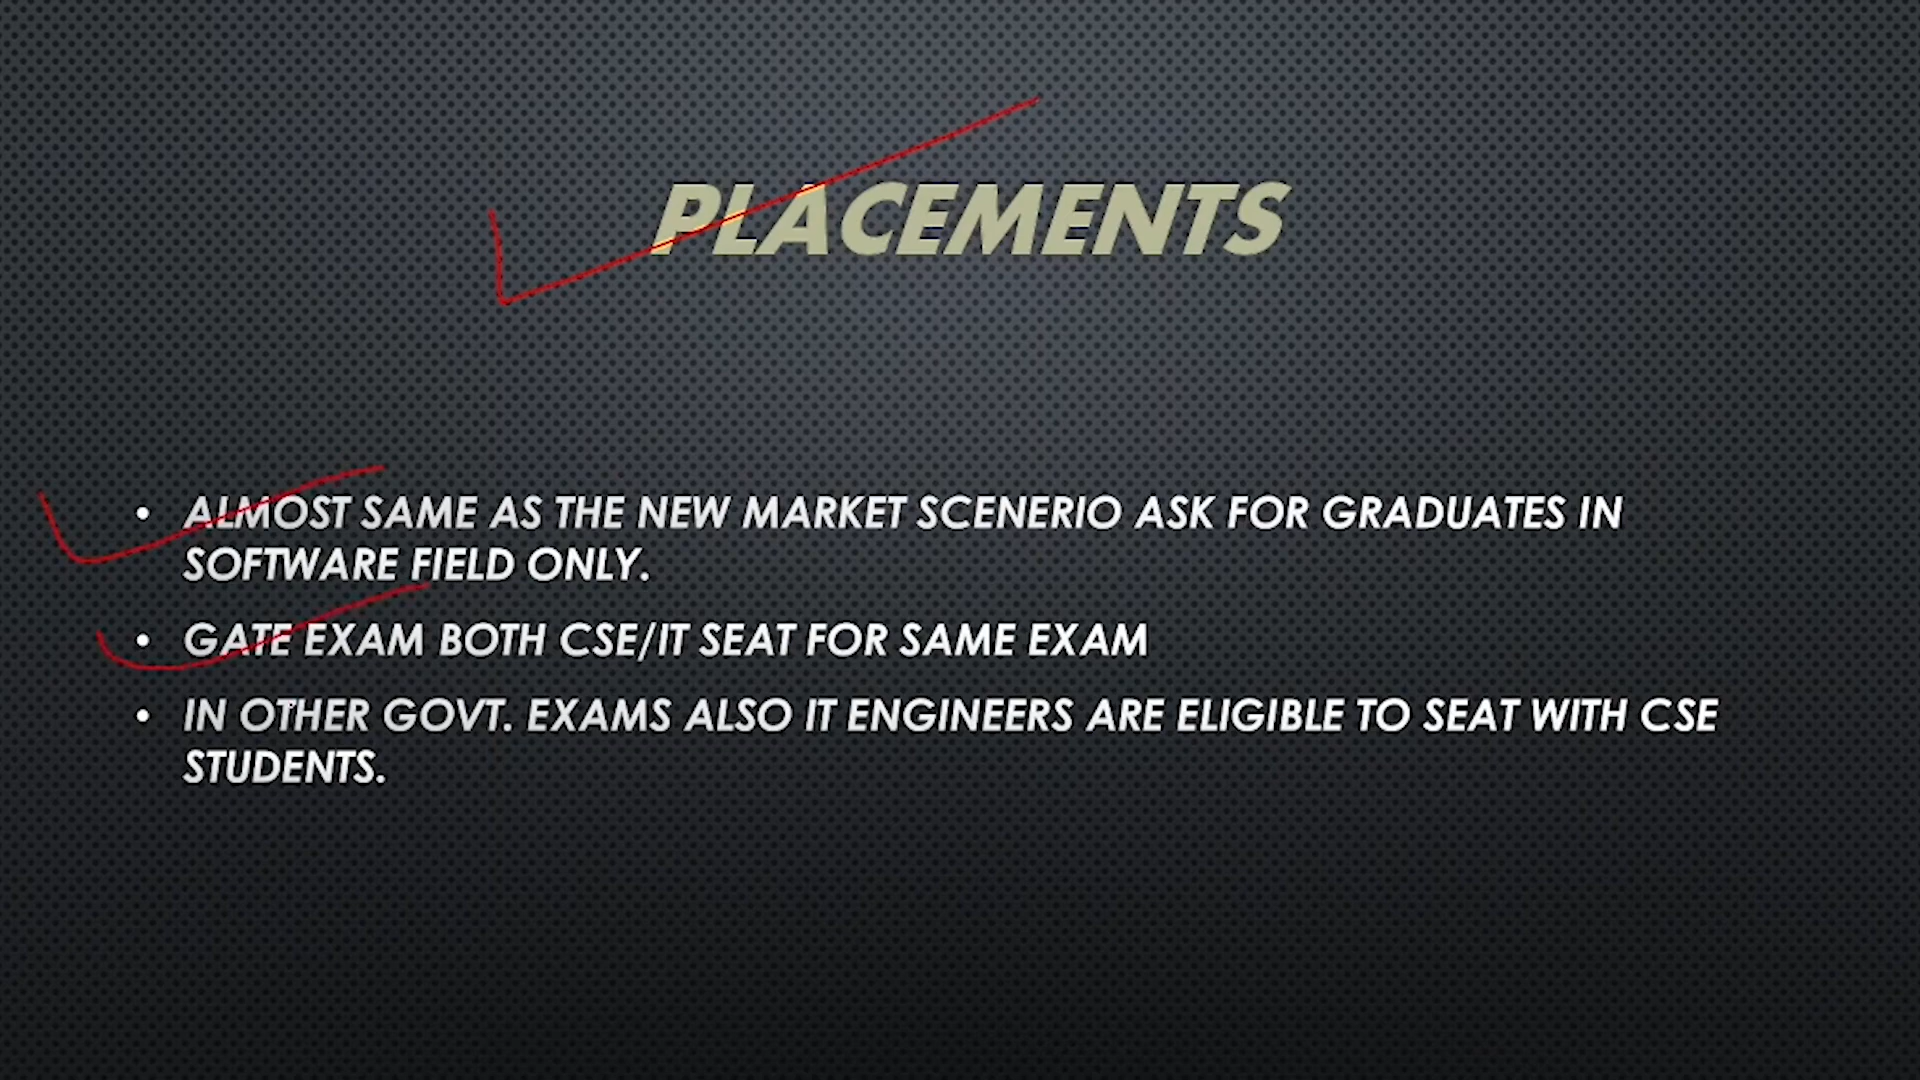 PLACEMENTS
• ALMOST SAME AS THE NEW MARKET SCENERIO ASK FOR GRADUATES IN
SOFTWARE FIELD ONLY.
• GATE EXAM BOTH CSE/IT SEAT FOR SAME EXAM
• IN OTHER GOVT. EXAMS ALSO IT ENGINEERS ARE ELIGIBLE TO SEAT WITH CSE
STUDENTS.